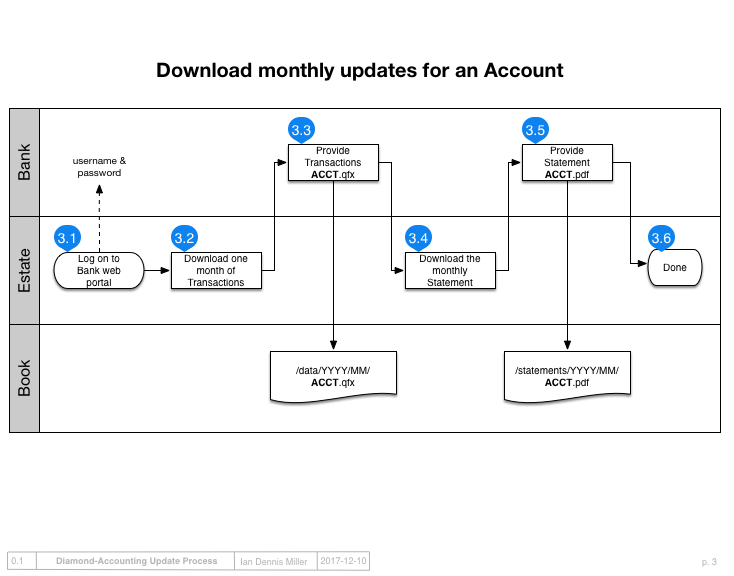 Download monthly updates for an Account
Bank
3.3
Provide
Transactions
ACCT.qfx
3.5
Provide
Statement
ACCT.pdf
username &
password
Estate
3.1
Log on to
Bank web
portal
3.2
Download one
month of
Transactions
3.4
Download the
monthly
Statement
3.6
Done
Book
/data/YYYY/MM/
ACCT.qfx
/statements/YYYY/MM/
ACCT.pdf
0.1 Diamond-Accounting Update Process Ian Dennis Miller 2017-12-10 p. 3